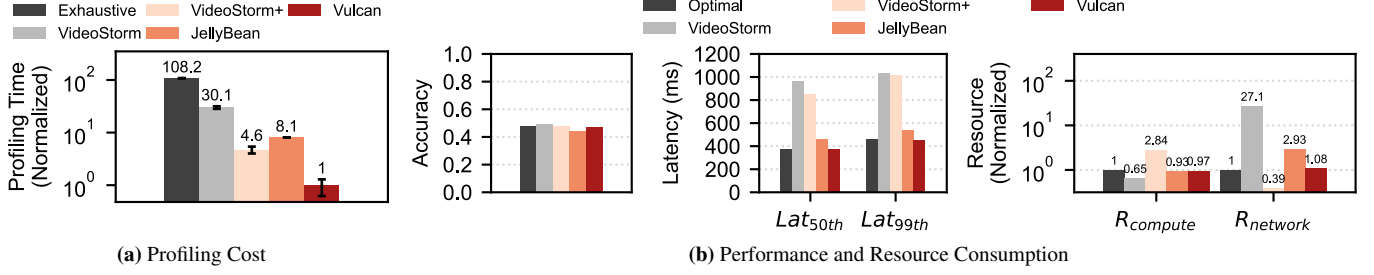 Exhaustive VideoStorm+ Vulcan
VideoStorm JellyBean
Profiling Time
(Normalized)
10²
10¹
10⁰
108.2
30.1
4.6
8.1
1
(a) Profiling Cost
Optimal VideoStorm+ Vulcan
VideoStorm JellyBean
Accuracy
1.0
0.8
0.6
0.4
0.2
0.0
Latency (ms)
1200
1000
800
600
400
200
0
Lat50th Lat99th
Resource
(Normalized)
10²
10¹
10⁰
1 0.65 2.84 0.93 0.97 1 27.1 0.39 2.93 1.08
Rcompute Rnetwork
(b) Performance and Resource Consumption